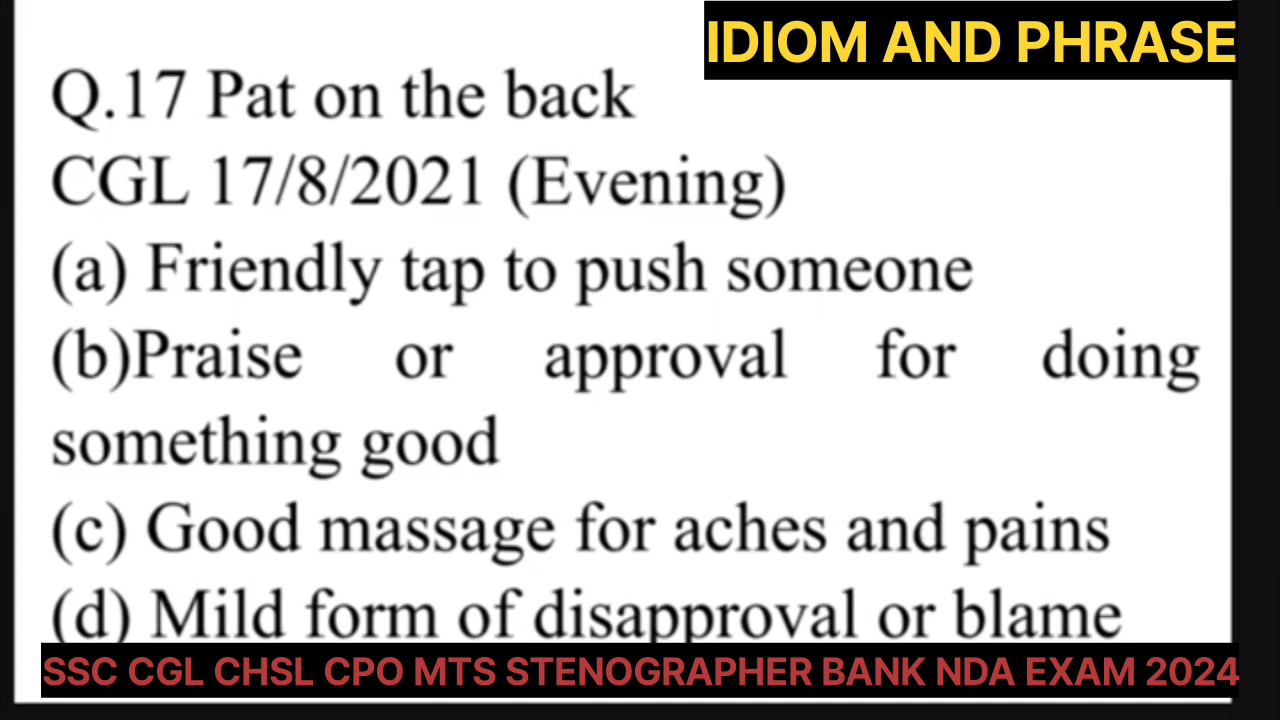 IDIOM AND PHRASE
Q.17 Pat on the back
CGL 17/8/2021 (Evening)
(a) Friendly tap to push someone
(b)Praise or approval for doing
something good
(c) Good massage for aches and pains
(d) Mild form of disapproval or blame
SSC CGL CHSL CPO MTS STENOGRAPHER BANK NDA EXAM 2024